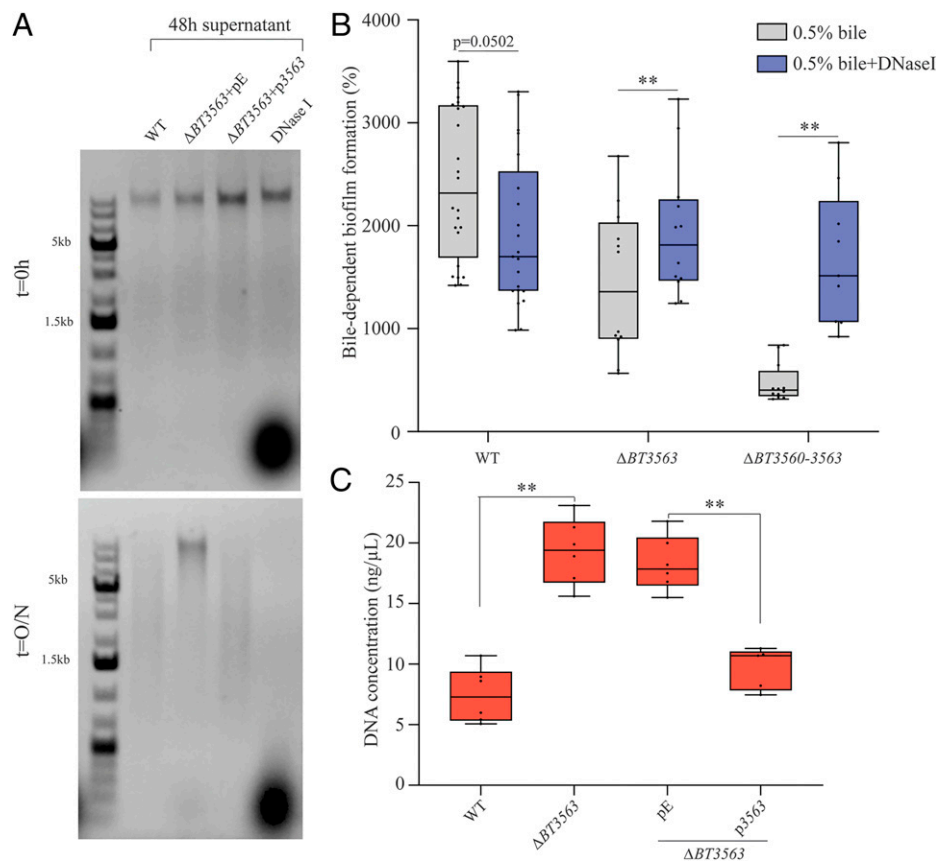 A
48h supernatant
WT
ΔBT3563+pE
ΔBT3563+p3563
DNase I
t=0h
5kb
1.5kb
t=O/N
5kb
1.5kb
B
0.5% bile
0.5% bile+DNaseI
Bile-dependent biofilm formation (%)
4000
3000
2000
1000
0
p=0.0502
**
**
WT
ΔBT3563
ΔBT3560-3563
C
DNA concentration (ng/µL)
25
20
15
10
5
0
**
**
WT
ΔBT3563
pE
p3563
ΔBT3563